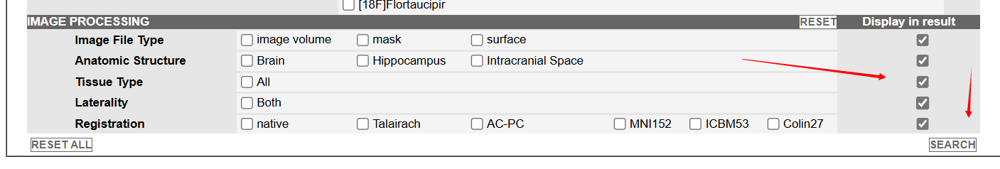 [18F]Flortaucipir
IMAGE PROCESSING RESET Display in result
Image File Type image volume mask surface
Anatomic Structure Brain Hippocampus Intracranial Space
Tissue Type All
Laterality Both
Registration native Talairach AC-PC MNI152 ICBM53 Colin27
RESET ALL SEARCH